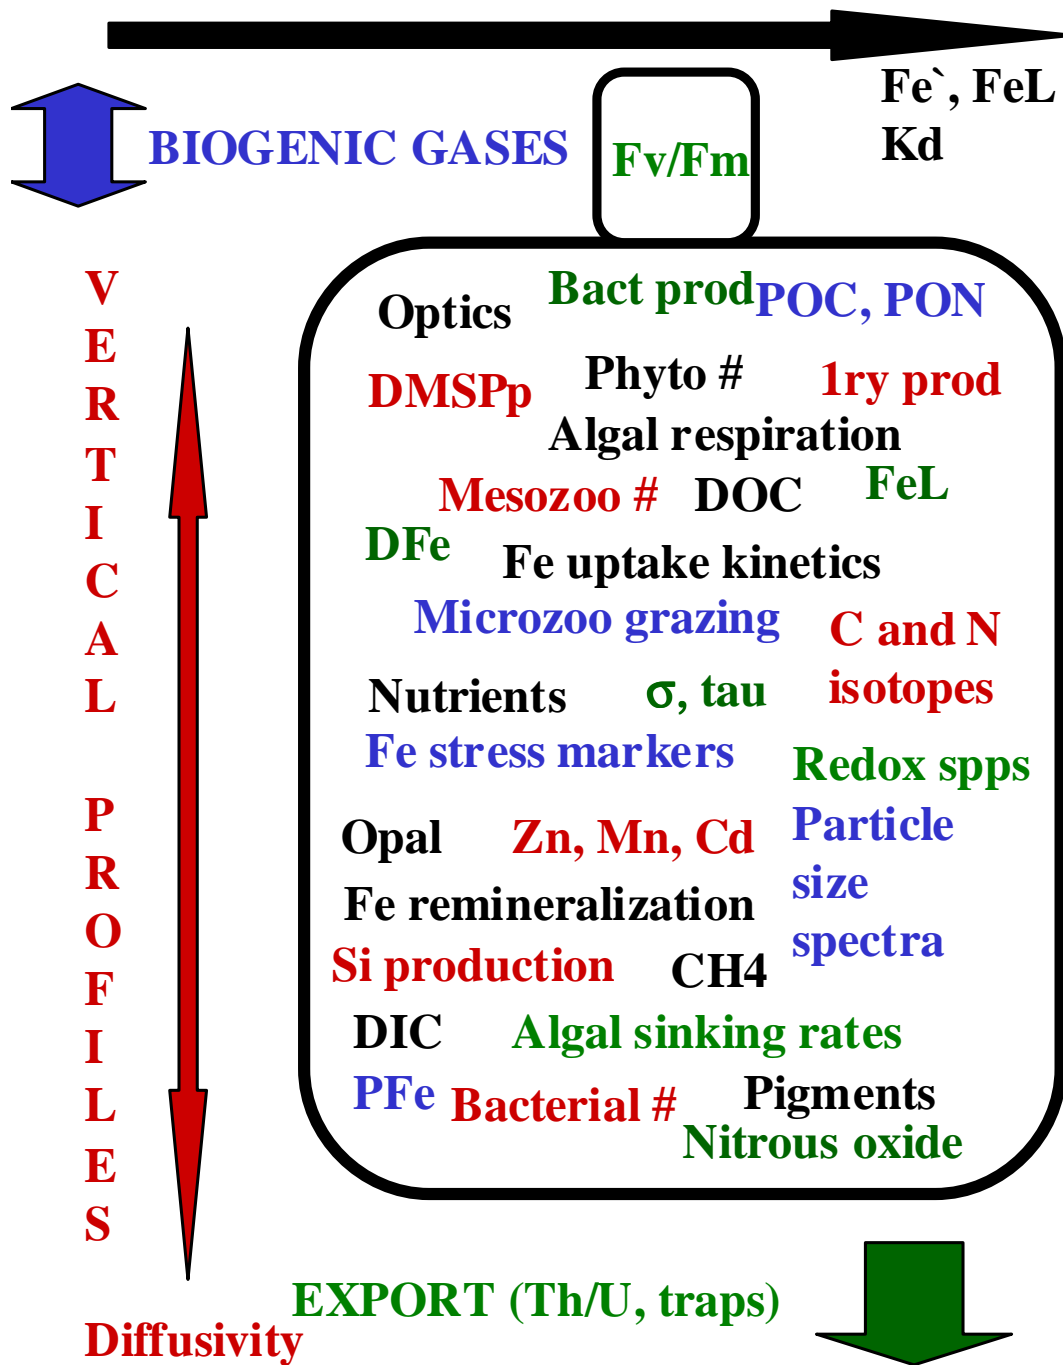 Fe`, FeL
Kd
BIOGENIC GASES
Fv/Fm
VERTICAL PROFILES
Optics
Bact prod
POC, PON
DMSPp
Phyto #
1ry prod
Algal respiration
Mesozoo #
DOC
FeL
DFe
Fe uptake kinetics
Microzoo grazing
C and N
isotopes
Nutrients
σ, tau
Fe stress markers
Redox spps
Opal
Zn, Mn, Cd
Particle
size
spectra
Fe remineralization
Si production
CH4
DIC
Algal sinking rates
PFe
Bacterial #
Pigments
Nitrous oxide
EXPORT (Th/U, traps)
Diffusivity